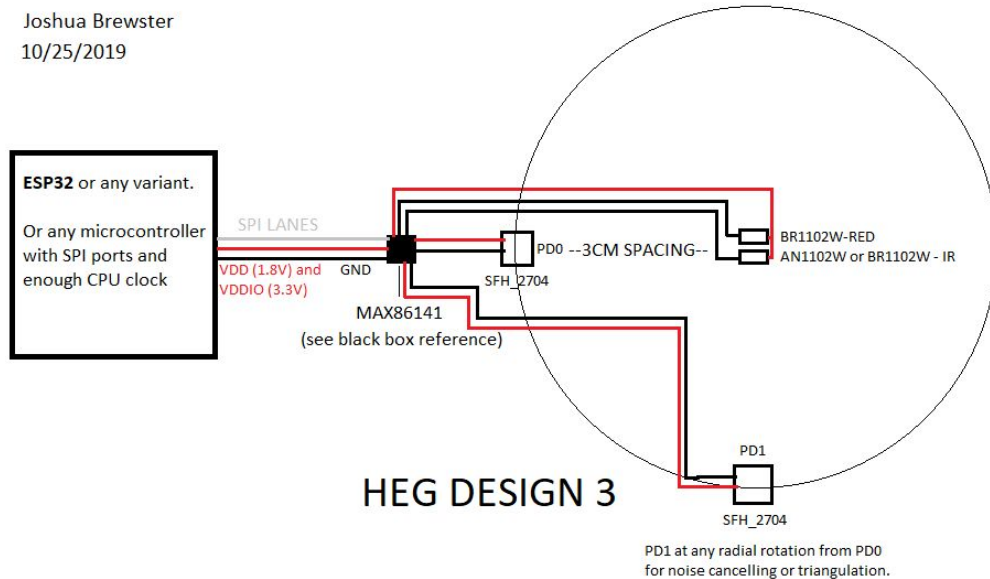 Joshua Brewster
10/25/2019
ESP32 or any variant.
Or any microcontroller
with SPI ports and
enough CPU clock
SPI LANES
VDD (1.8V) and
VDDIO (3.3V)
GND
MAX86141
(see black box reference)
PD0 --3CM SPACING--
SFH_2704
BR1102W-RED
AN1102W or BR1102W - IR
PD1
SFH_2704
HEG DESIGN 3
PD1 at any radial rotation from PD0
for noise cancelling or triangulation.